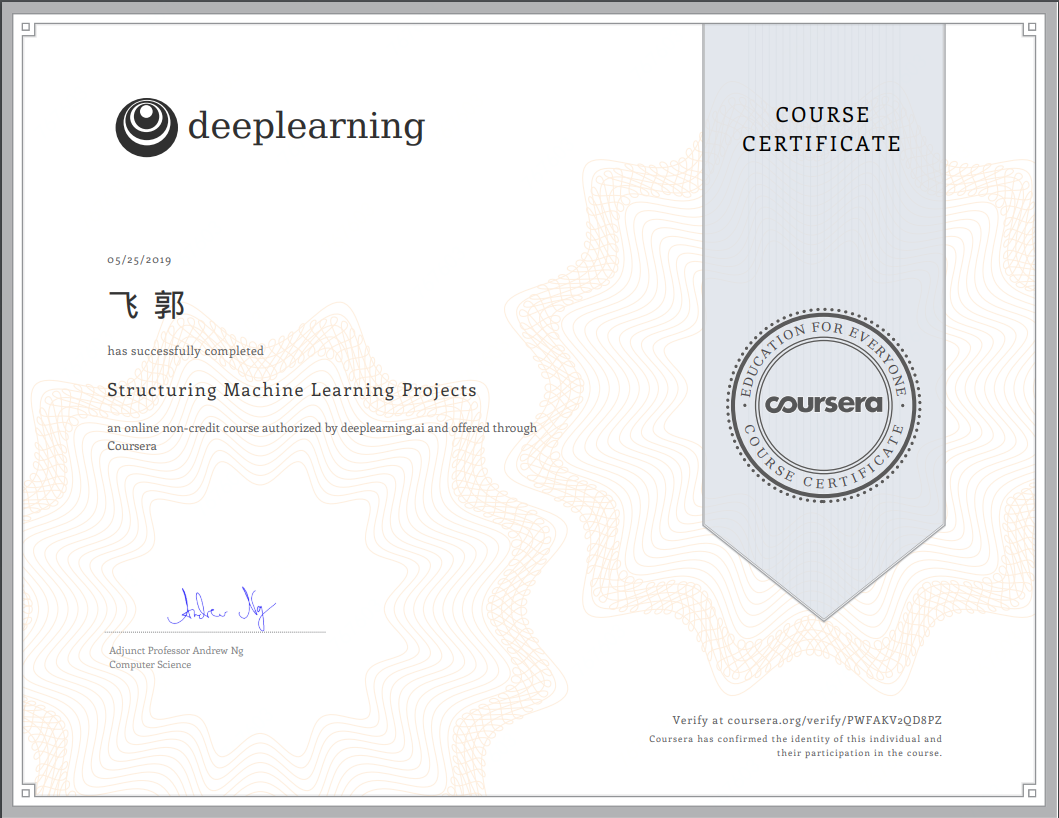 deeplearning
COURSE
CERTIFICATE
05/25/2019
飞 郭
has successfully completed
Structuring Machine Learning Projects
an online non-credit course authorized by deeplearning.ai and offered through
Coursera
EDUCATION FOR EVERYONE
coursera
COURSE CERTIFICATE
Andrew Ng
Adjunct Professor Andrew Ng
Computer Science
Verify at coursera.org/verify/PWFAKV2QD8PZ
Coursera has confirmed the identity of this individual and
their participation in the course.